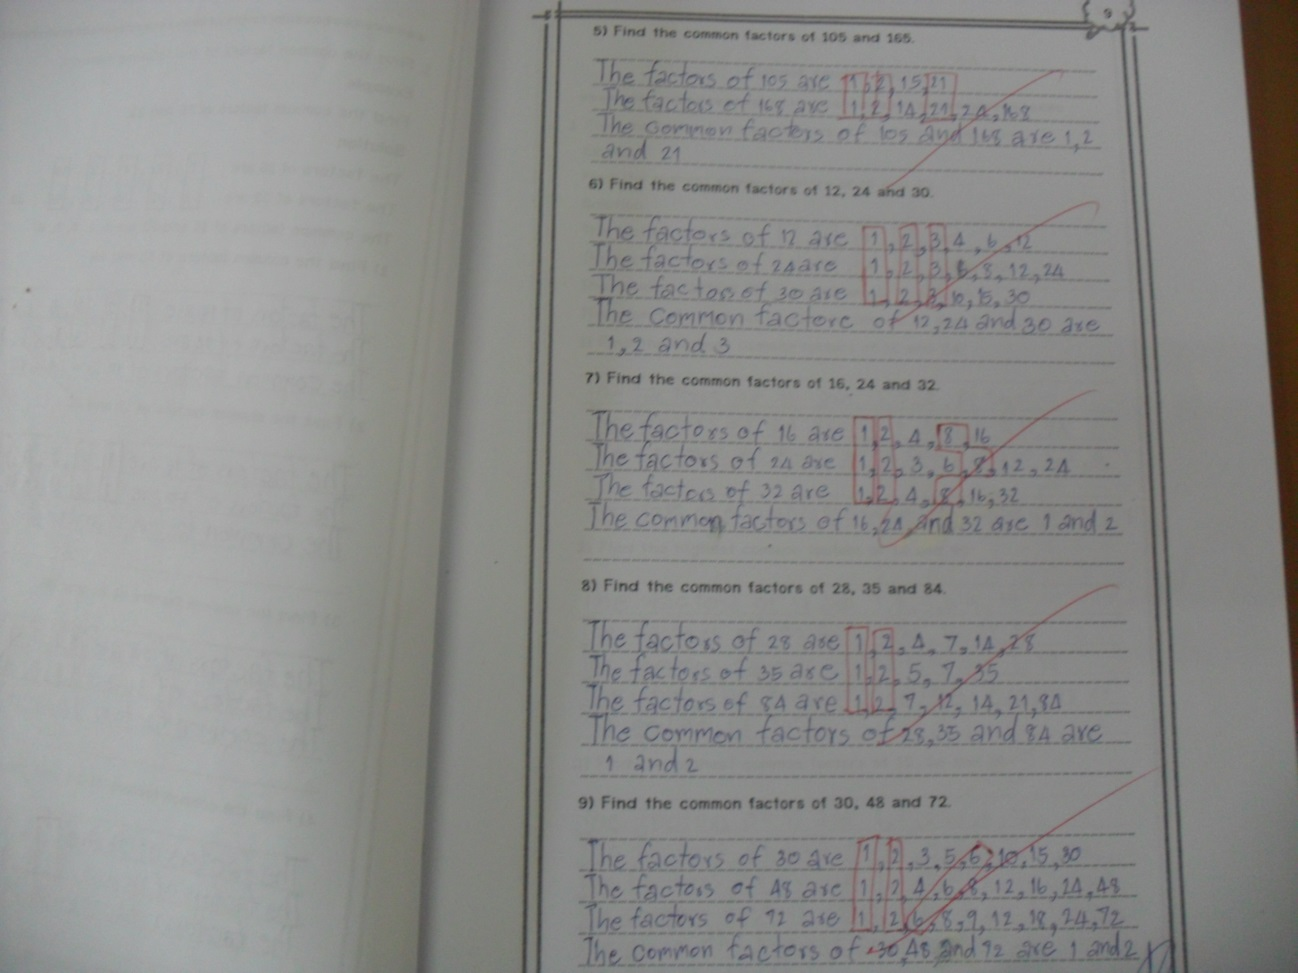 5) Find the common factors of 105 and 165.
The factors of 105 are 1, 2, 15, 21
The factors of 168 are 1, 2, 14, 21, 24, 168
The common factors of 105 and 168 are 1, 2
and 21
6) Find the common factors of 12, 24 and 30.
The factors of 12 are 1, 2, 3, 4, 6, 12
The factors of 24 are 1, 2, 3, 6, 8, 12, 24
The factors of 30 are 1, 2, 3, 10, 15, 30
The common factore of 12, 24 and 30 are
1, 2 and 3
7) Find the common factors of 16, 24 and 32.
The factors of 16 are 1, 2, 4, 8, 16
The factors of 24 are 1, 2, 3, 6, 8, 12, 24
The factors of 32 are 1, 2, 4, 8, 16, 32
The common factors of 16, 24 and 32 are 1 and 2
8) Find the common factors of 28, 35 and 84.
The factors of 28 are 1, 2, 4, 7, 14, 28
The factors of 35 are 1, 2, 5, 7, 35
The factors of 84 are 1, 2, 7, 12, 14, 21, 84
The common factors of 28, 35 and 84 are
1 and 2
9) Find the common factors of 30, 48 and 72.
The factors of 30 are 1, 2, 3, 5, 6, 10, 15, 30
The factors of 48 are 1, 2, 4, 6, 8, 12, 16, 24, 48
The factors of 72 are 1, 2, 6, 8, 9, 12, 18, 24, 72
The common factors of 30, 48 and 72 are 1 and 2